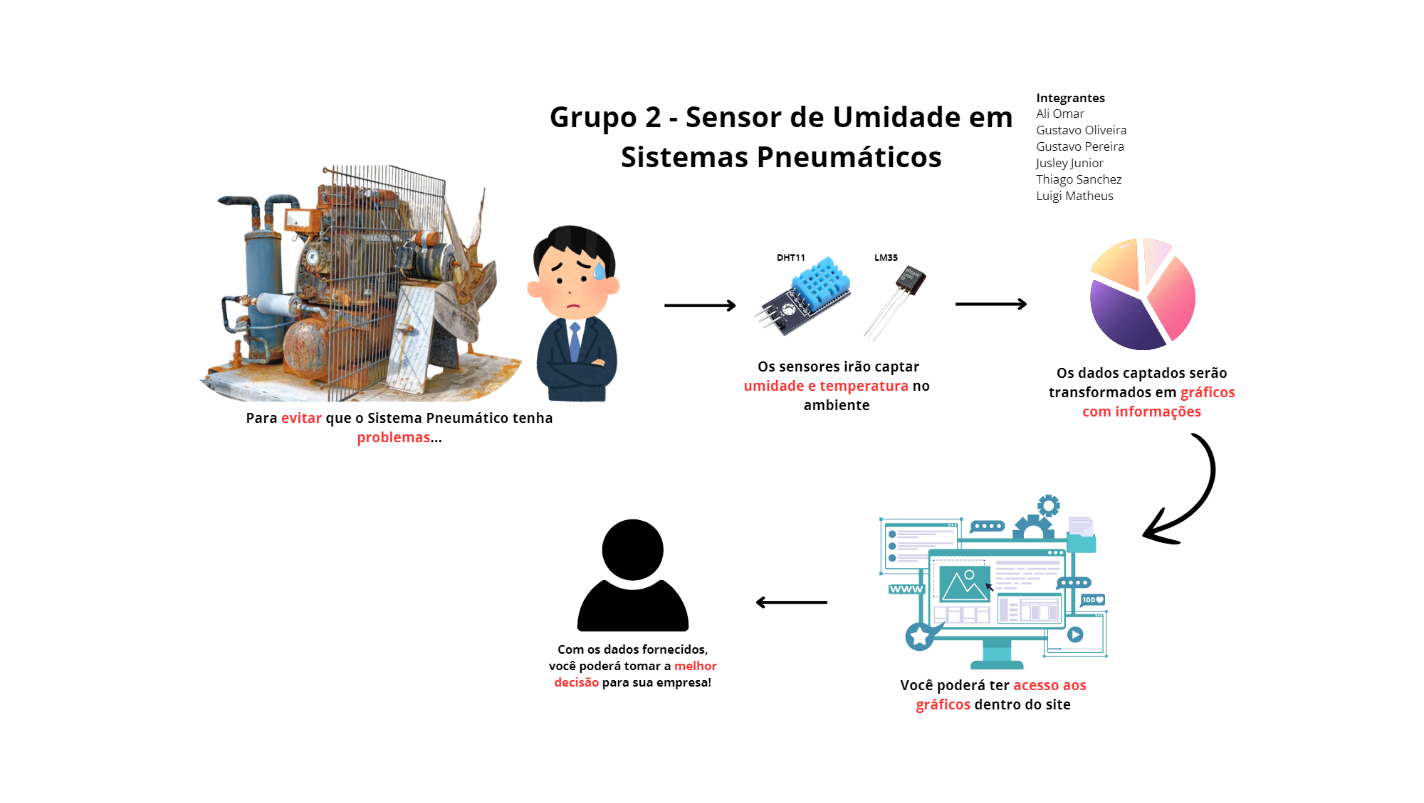 Grupo 2 - Sensor de Umidade em
Sistemas Pneumáticos
Integrantes
Ali Omar
Gustavo Oliveira
Gustavo Pereira
Jusley Junior
Thiago Sanchez
Luigi Matheus
Para evitar que o Sistema Pneumático tenha
problemas...
DHT11
LM35
Os sensores irão captar
umidade e temperatura no
ambiente
Os dados captados serão
transformados em gráficos
com informações
WWW
100
Você poderá ter acesso aos
gráficos dentro do site
Com os dados fornecidos,
você poderá tomar a melhor
decisão para sua empresa!